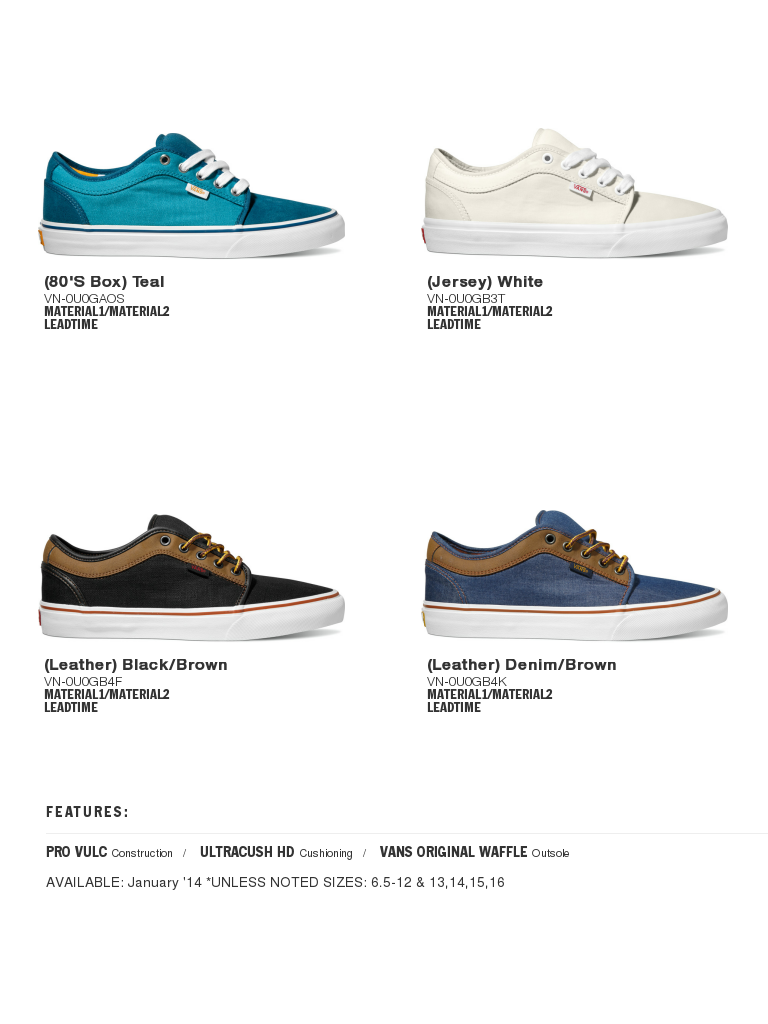 (80'S Box) Teal
VN-0U0GAOS
MATERIAL1/MATERIAL2
LEADTIME
(Jersey) White
VN-0U0GB3T
MATERIAL1/MATERIAL2
LEADTIME
(Leather) Black/Brown
VN-0U0GB4F
MATERIAL1/MATERIAL2
LEADTIME
(Leather) Denim/Brown
VN-0U0GB4K
MATERIAL1/MATERIAL2
LEADTIME
FEATURES:
PRO VULC Construction / ULTRACUSH HD Cushioning / VANS ORIGINAL WAFFLE Outsole
AVAILABLE: January '14 *UNLESS NOTED SIZES: 6.5-12 & 13,14,15,16